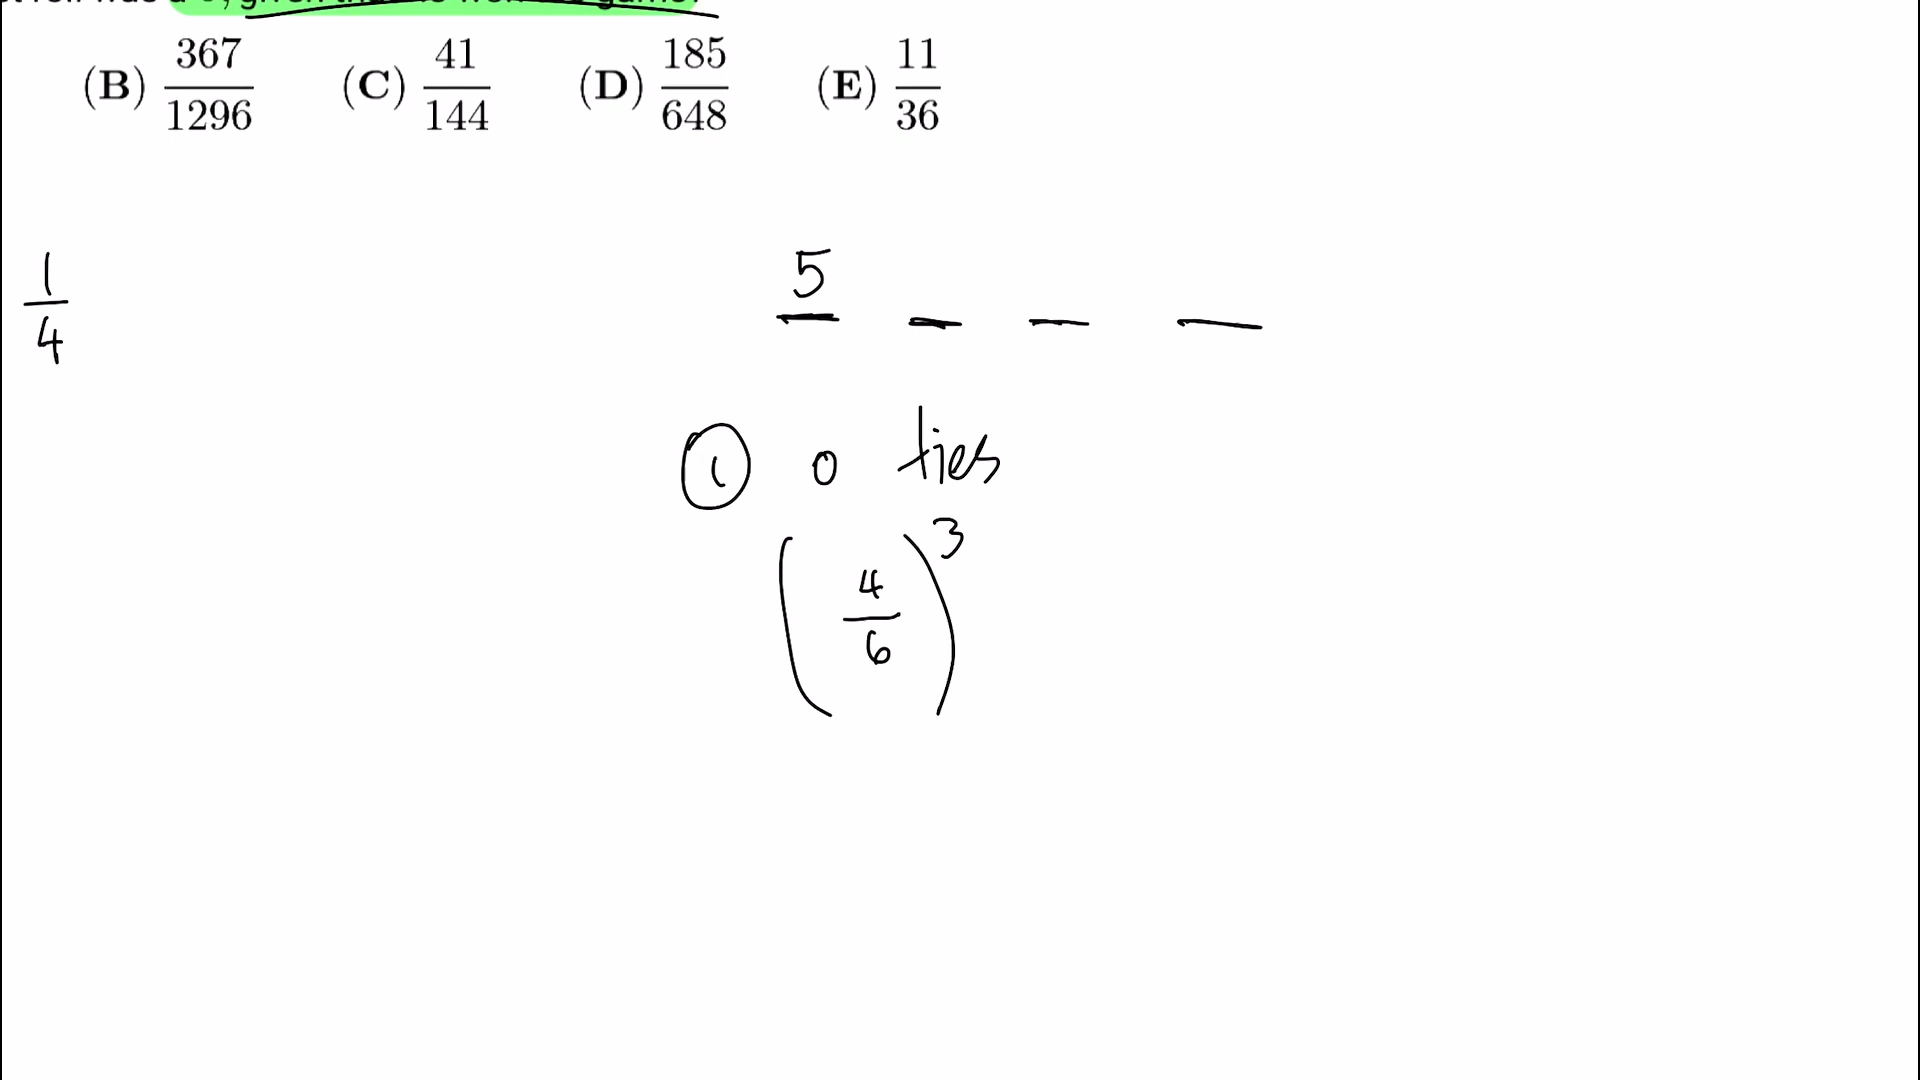 (B) 367/1296 (C) 41/144 (D) 185/648 (E) 11/36
1/4
5
① 0 ties
(4/6)^3